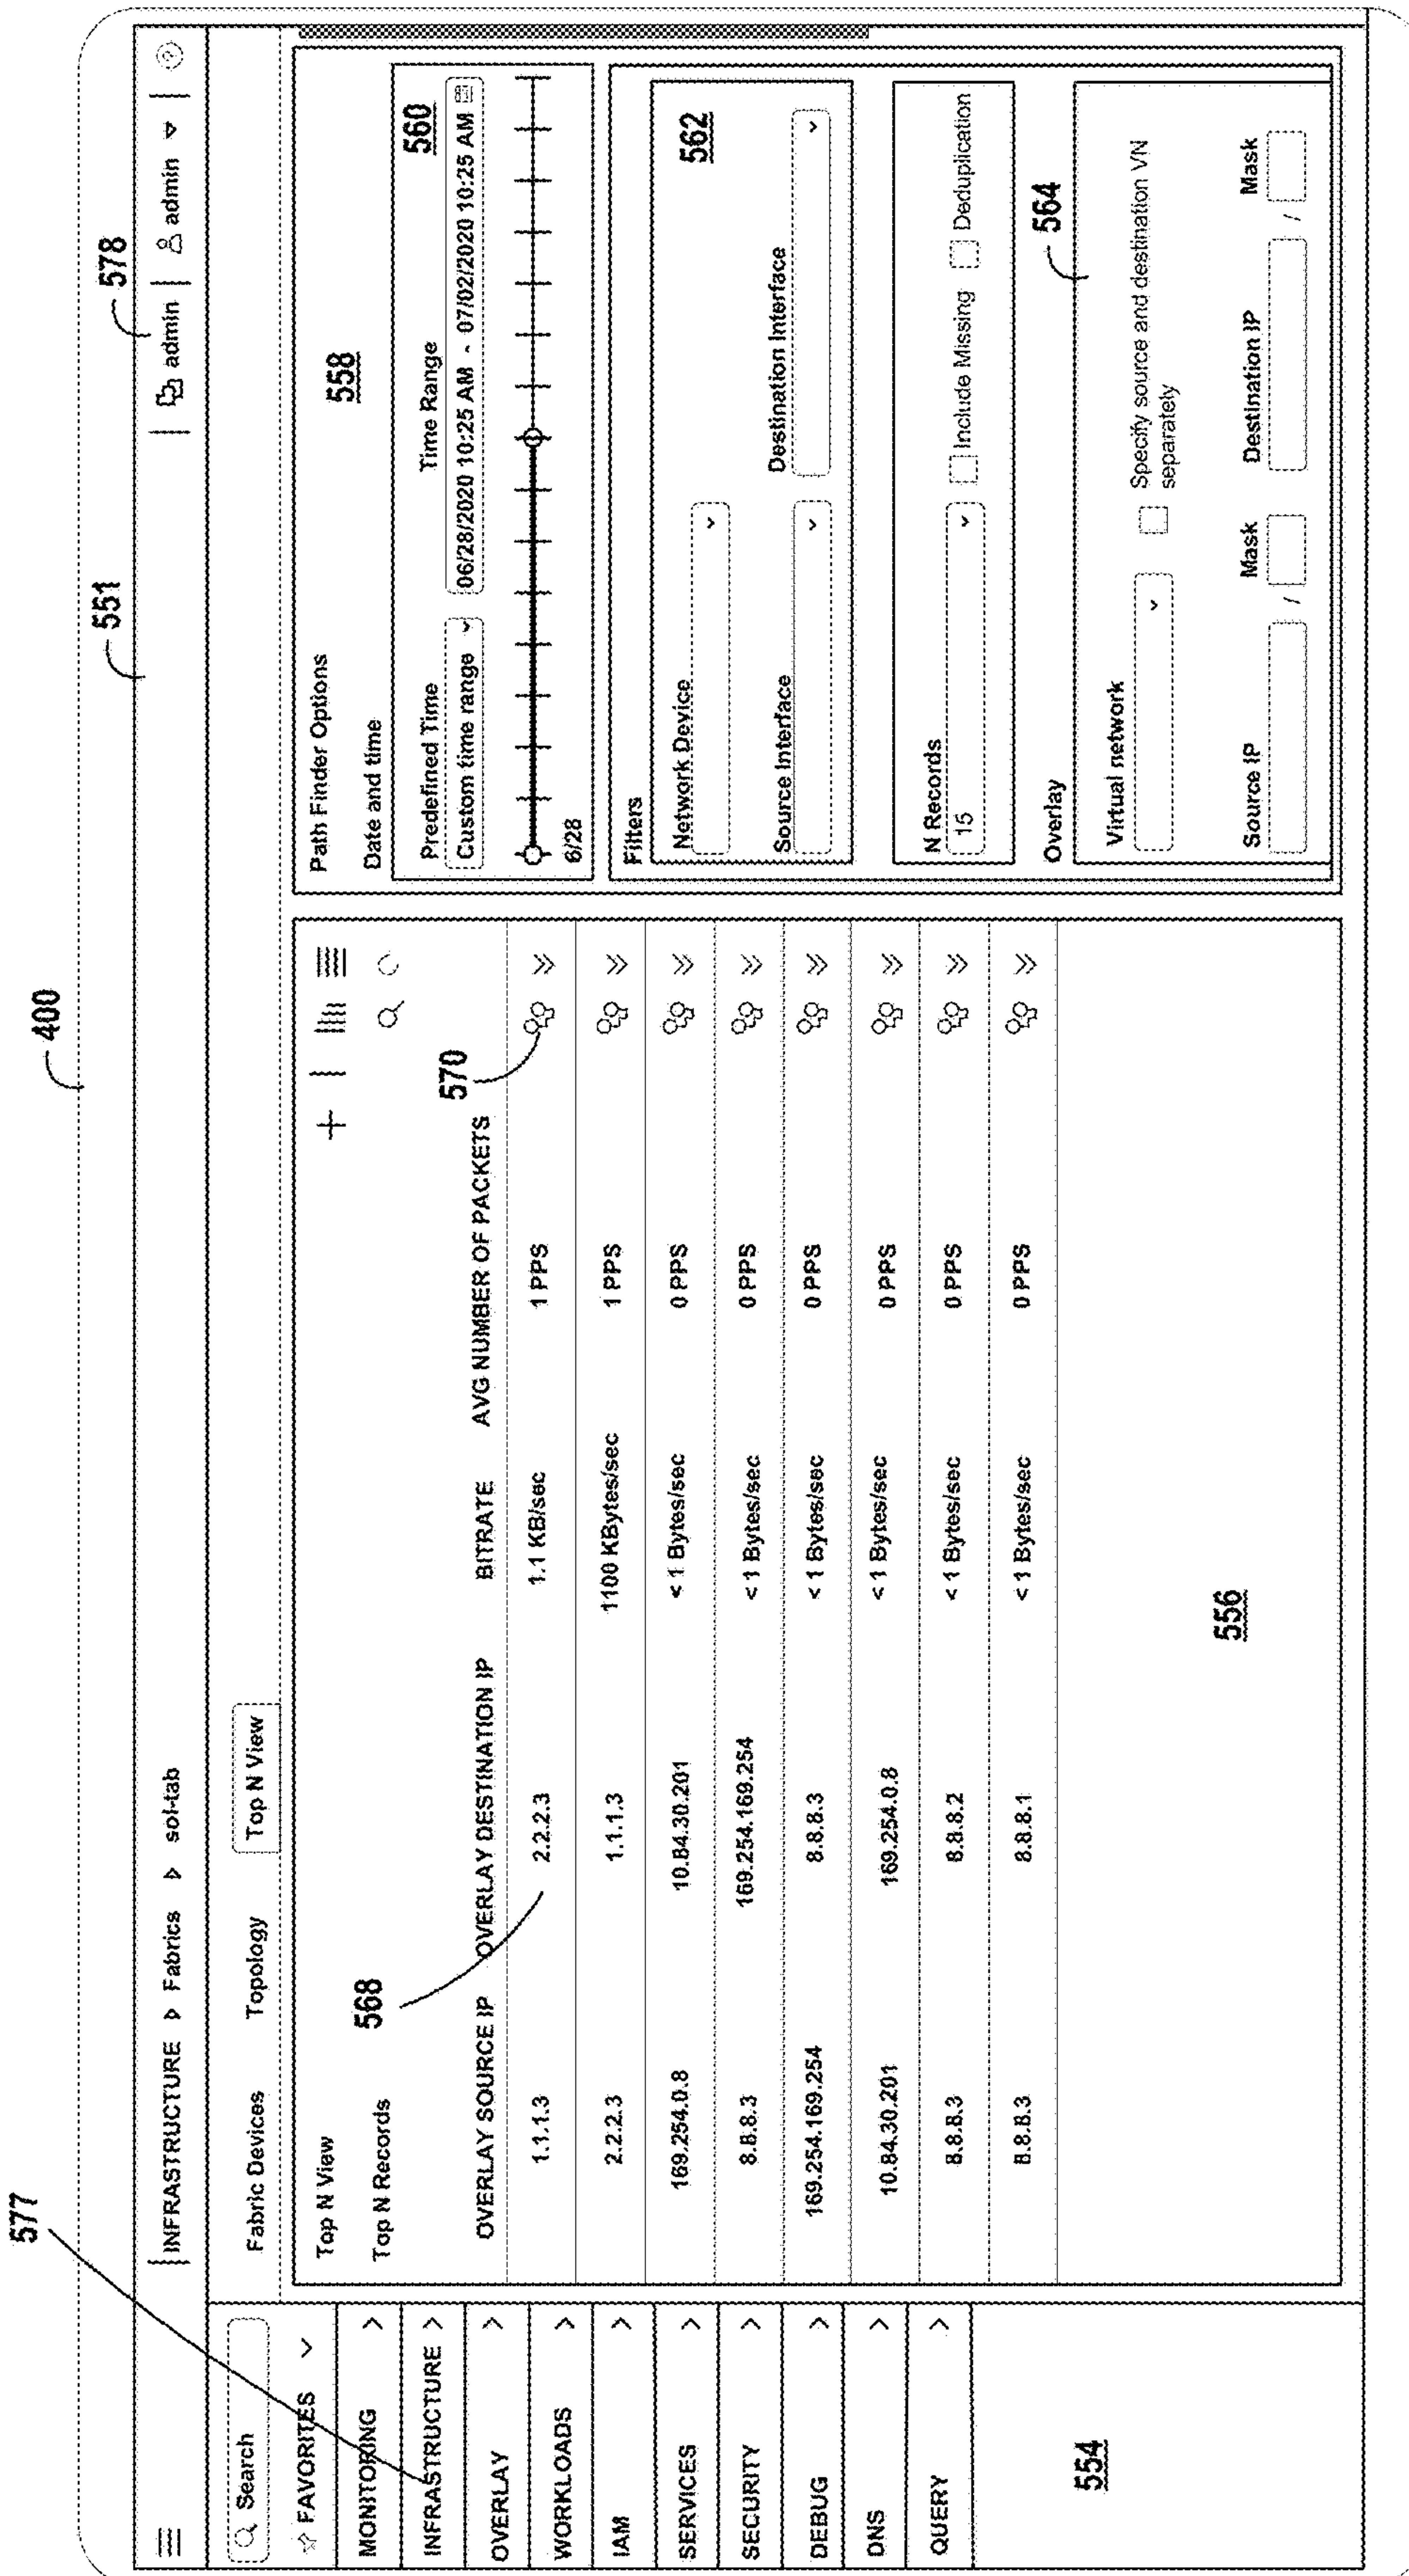 400
577
551
578
INFRASTRUCTURE Fabrics sol-tab
admin admin
Search
FAVORITES
MONITORING
INFRASTRUCTURE
OVERLAY
WORKLOADS
IAM
SERVICES
SECURITY
DEBUG
DNS
QUERY
554
Fabric Devices Topology Top N View
Top N View
Top N Records
568
570
OVERLAY SOURCE IP OVERLAY DESTINATION IP BITRATE AVG NUMBER OF PACKETS
1.1.1.3 2.2.2.3 1.1 KB/sec 1 PPS
2.2.2.3 1.1.1.3 1100 KBytes/sec 1 PPS
169.254.0.8 10.84.30.201 < 1 Bytes/sec 0 PPS
8.8.8.3 169.254.169.254 < 1 Bytes/sec 0 PPS
169.254.169.254 8.8.8.3 < 1 Bytes/sec 0 PPS
10.84.30.201 169.254.0.8 < 1 Bytes/sec 0 PPS
8.8.8.3 8.8.8.2 < 1 Bytes/sec 0 PPS
8.8.8.3 8.8.8.1 < 1 Bytes/sec 0 PPS
556
Path Finder Options
558
Date and time
Predefined Time Time Range
560
Custom time range 06/28/2020 10:25 AM - 07/02/2020 10:25 AM
6/28
Filters
Network Device
562
Source Interface Destination Interface
N Records
15 Include Missing Deduplication
Overlay
564
Virtual network
Specify source and destination VN
separately
Source IP Mask Destination IP Mask
/ /